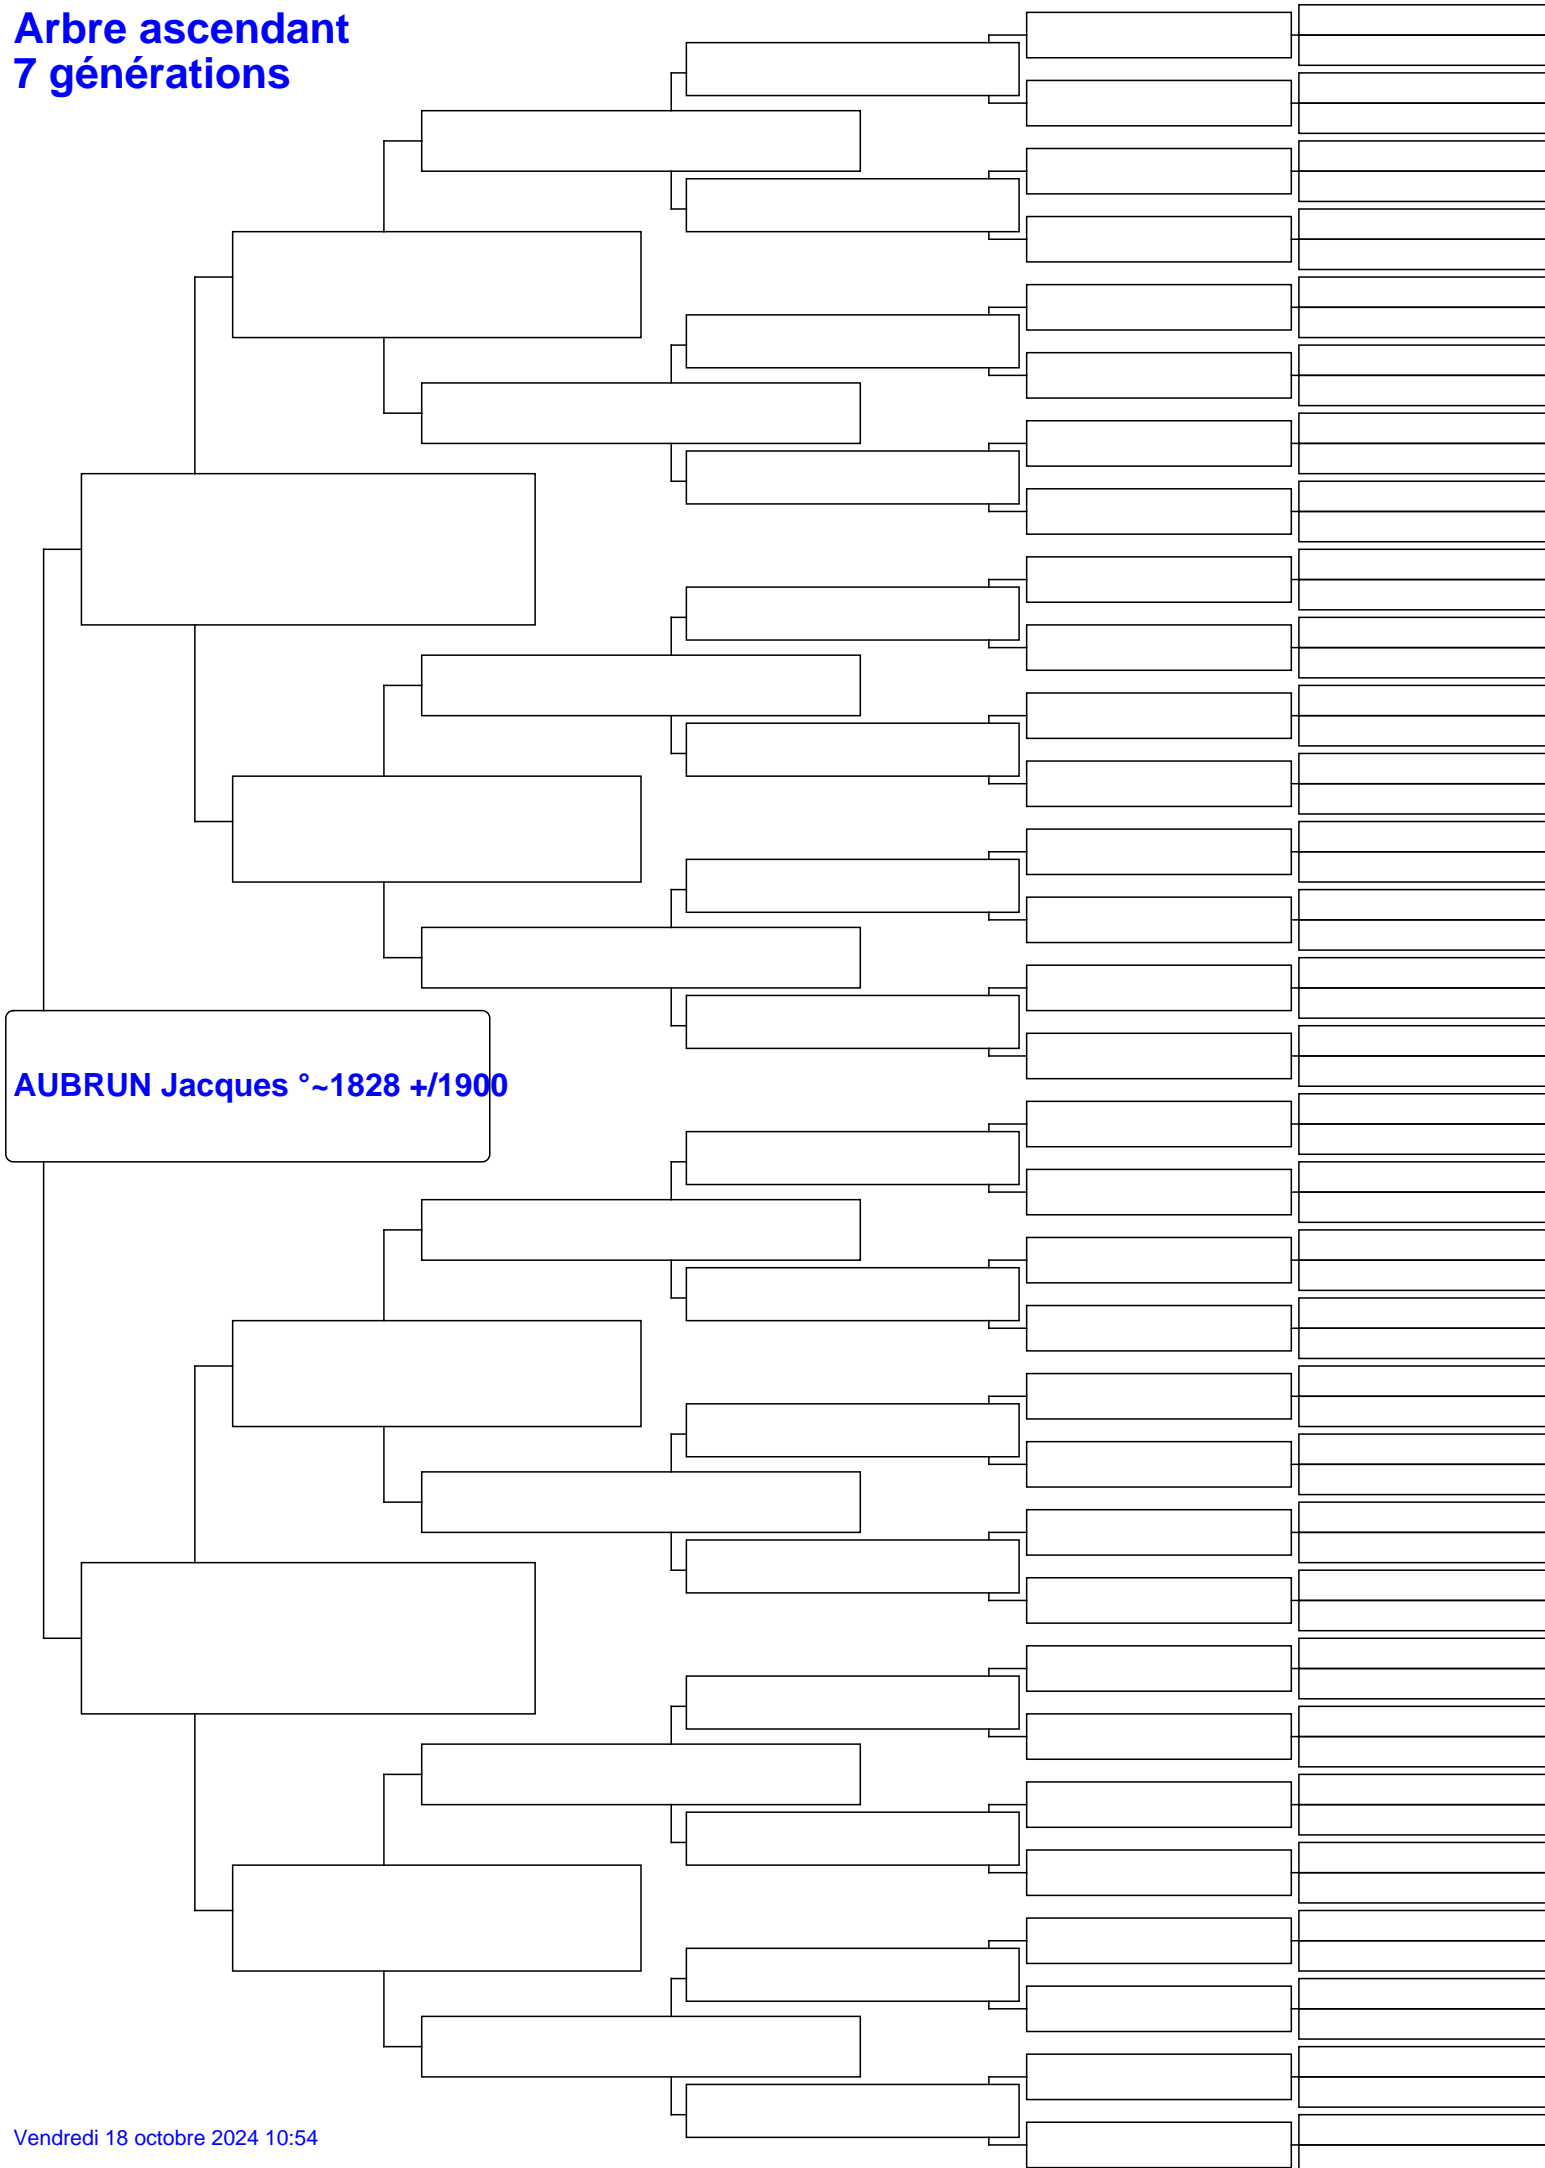 Arbre ascendant
7 générations
AUBRUN Jacques °~1828 +/1900
Vendredi 18 octobre 2024 10:54